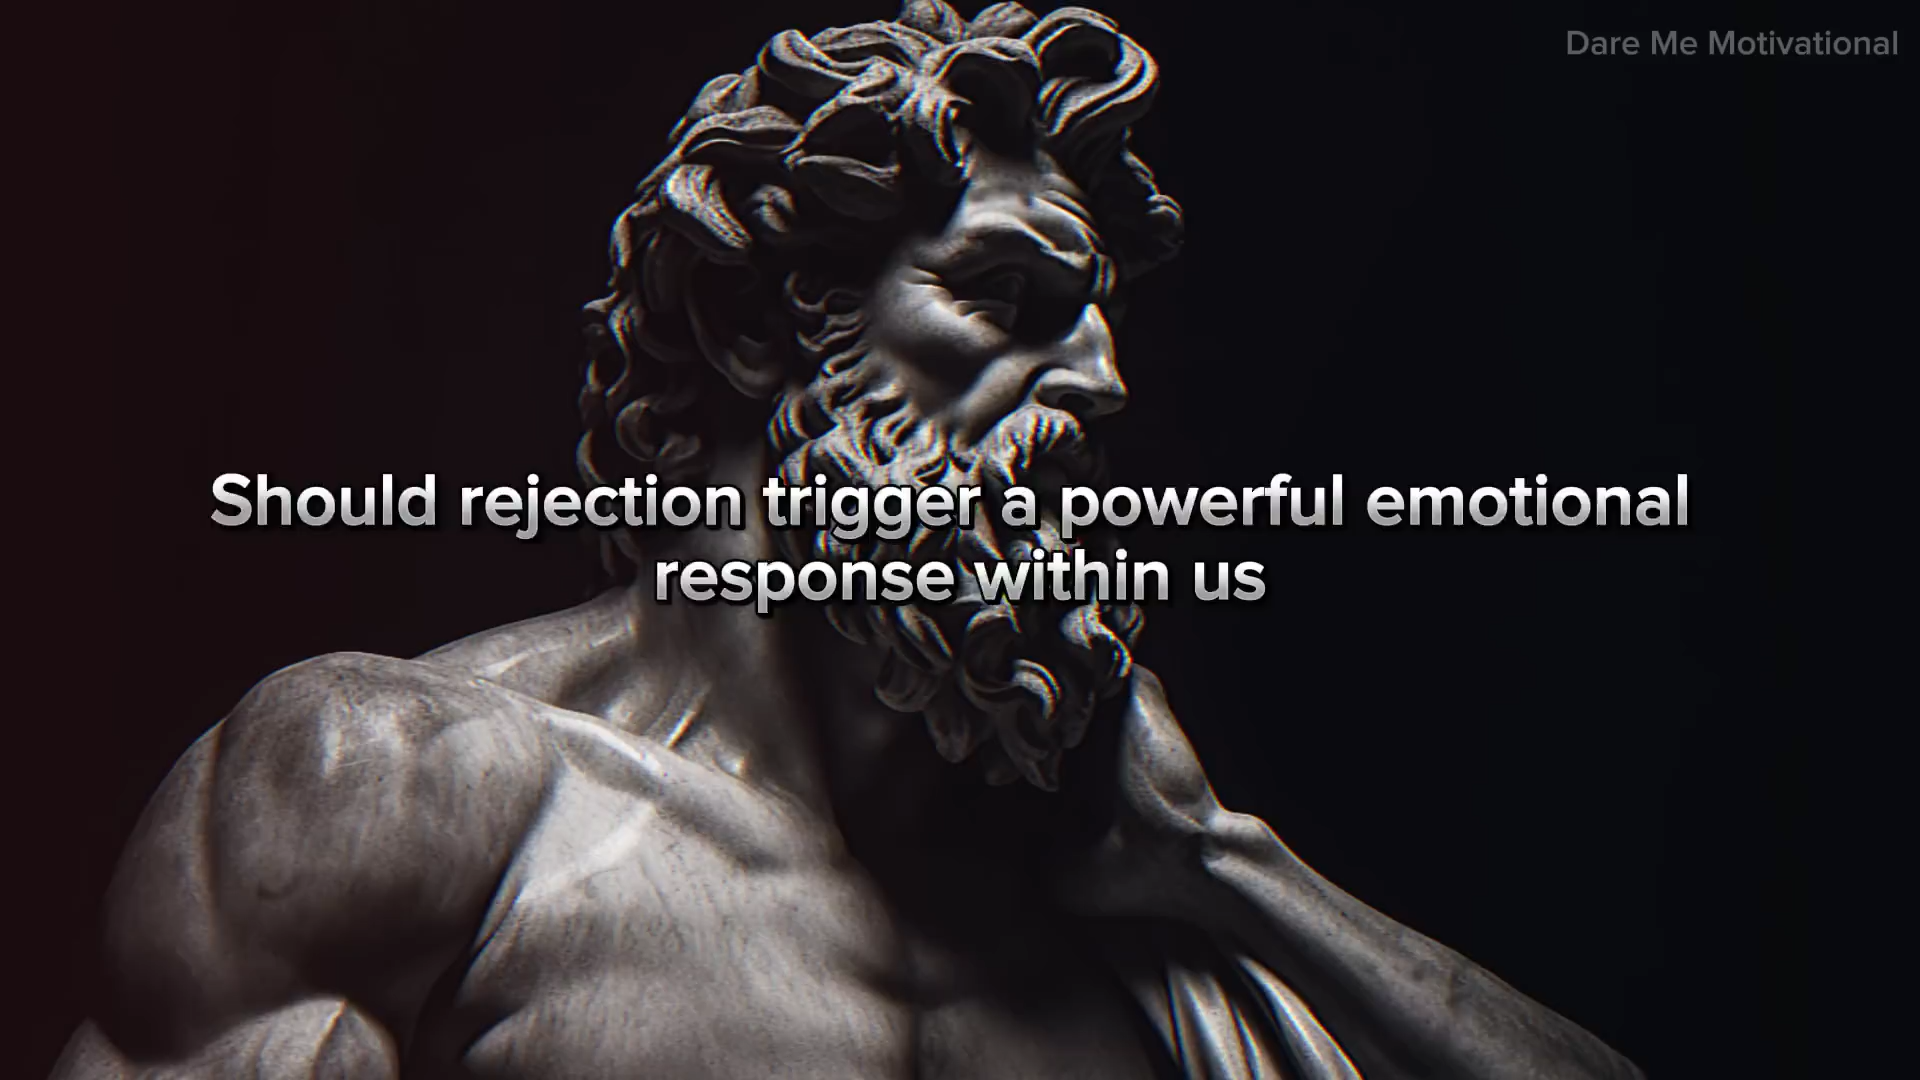 Dare Me Motivational
Should rejection trigger a powerful emotional
response within us